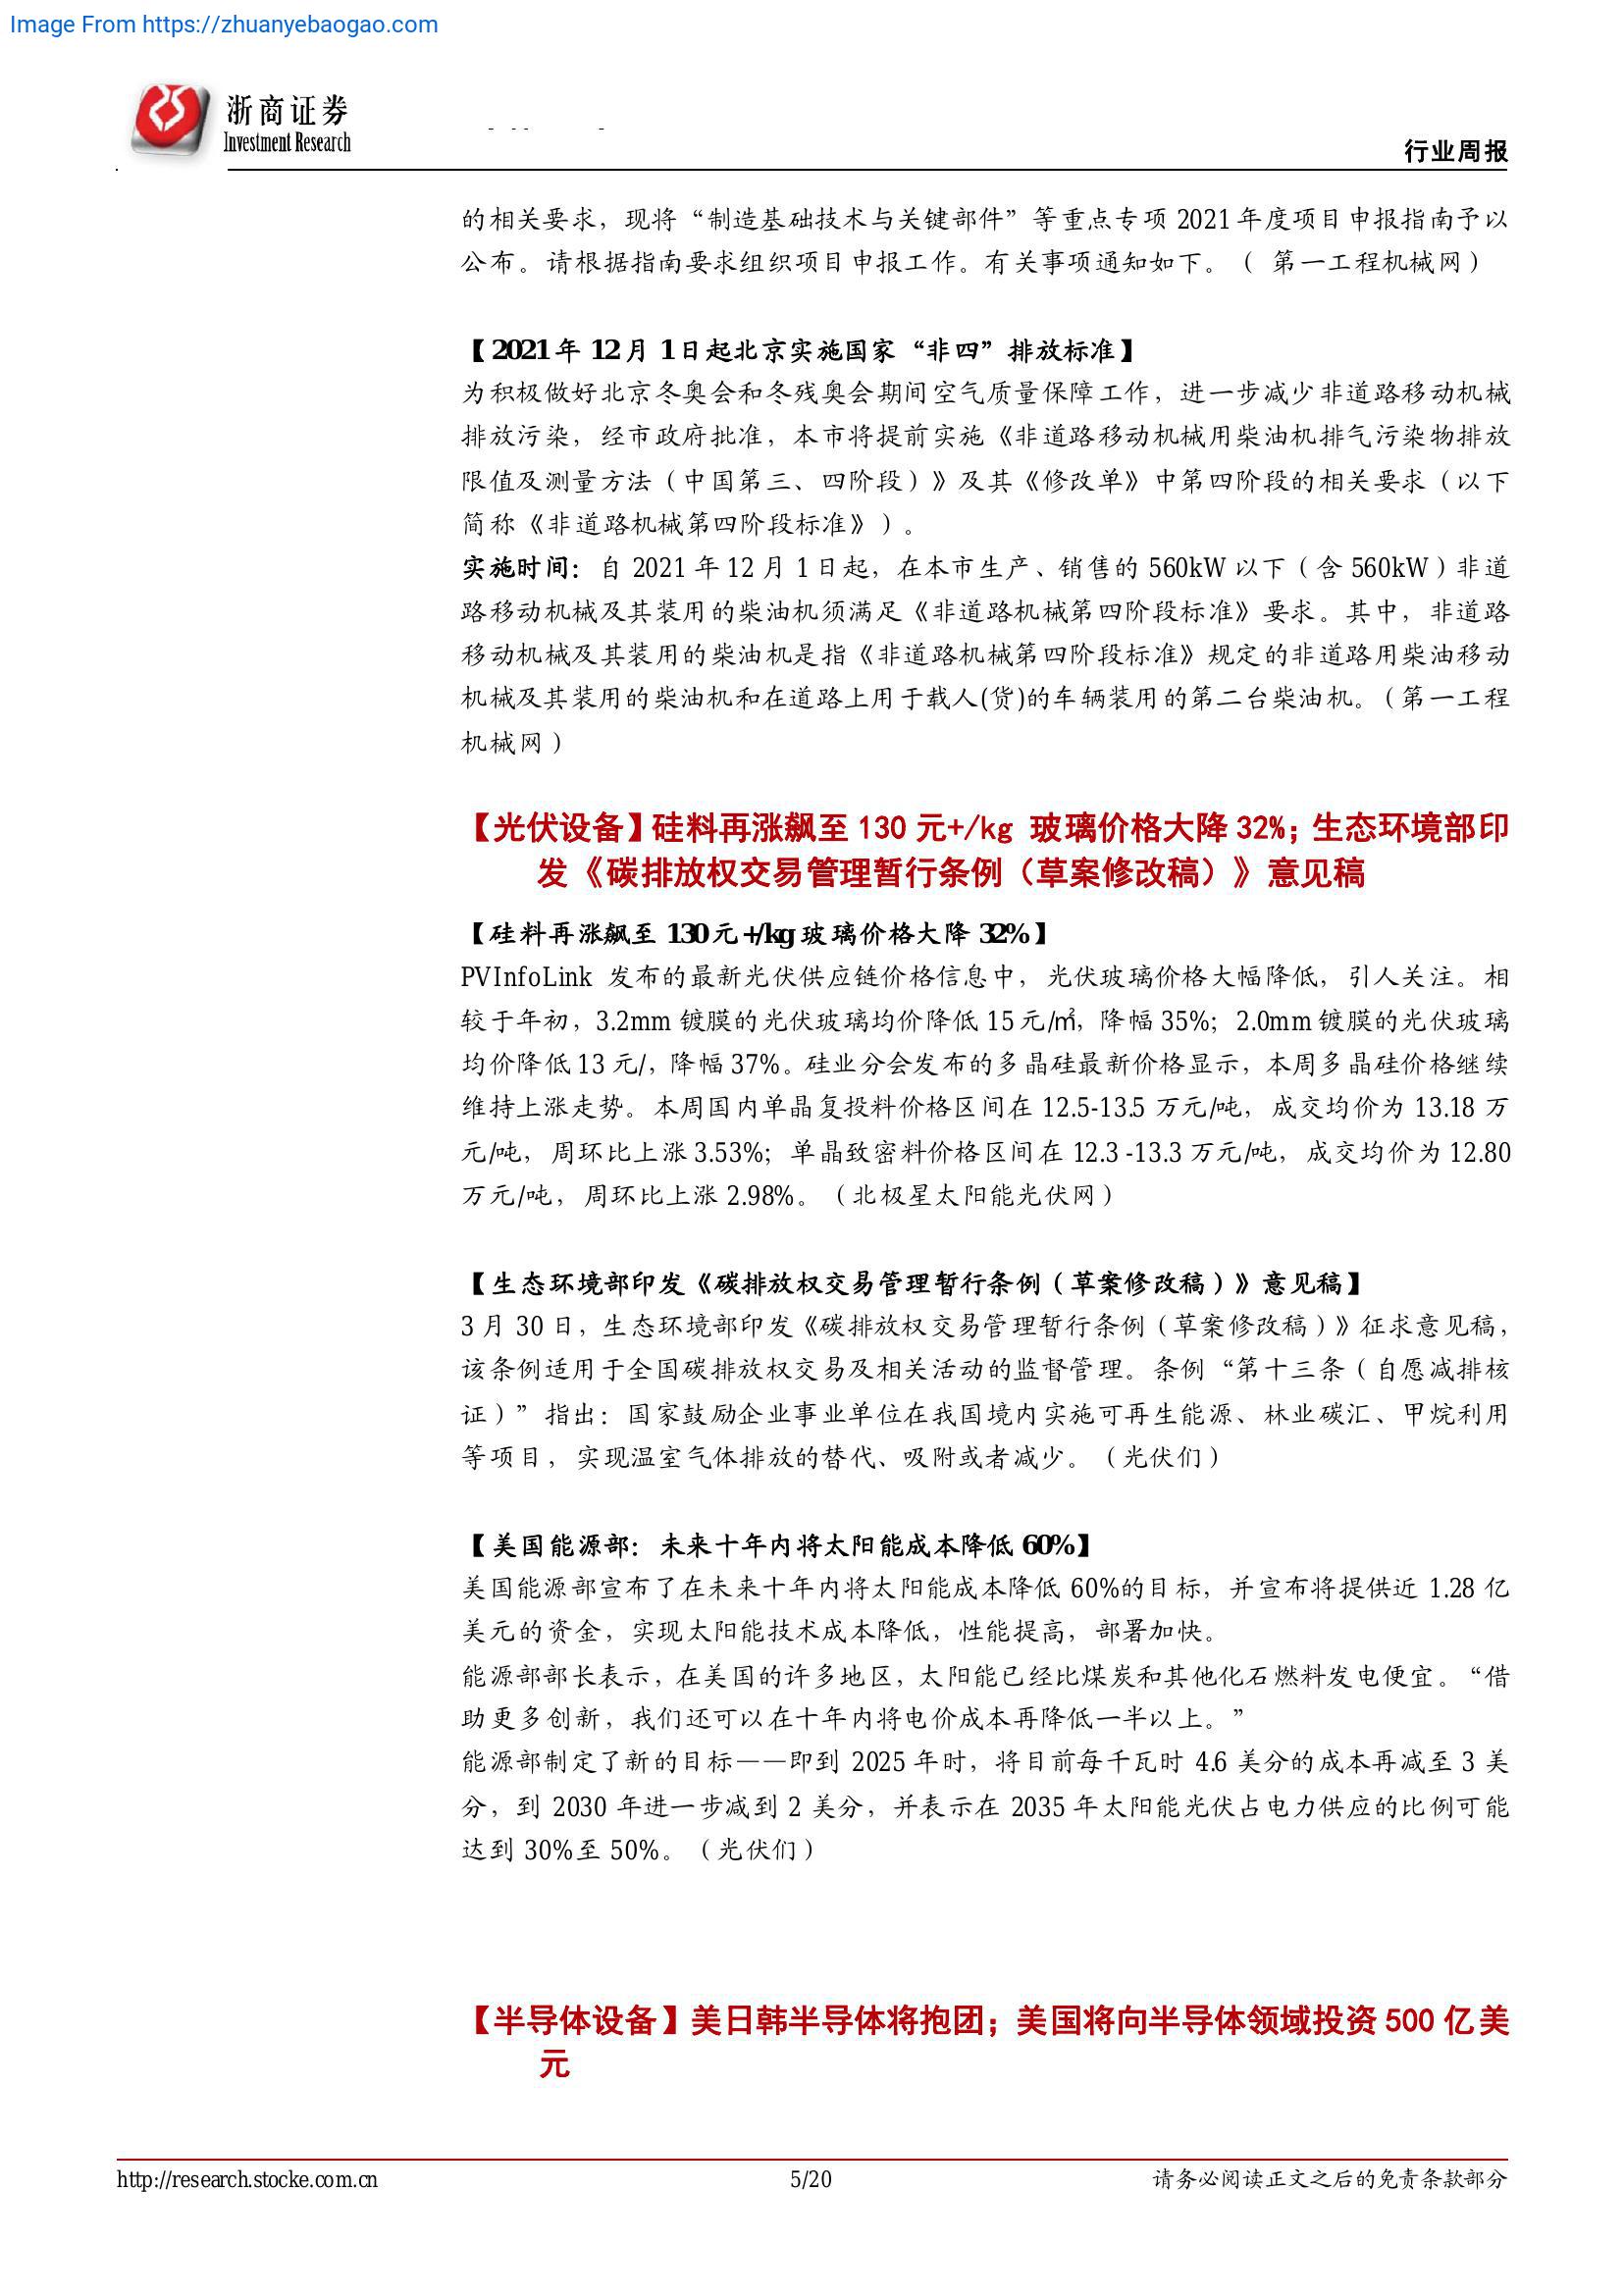 Image From https://zhuanyebaogao.com
浙商证券
Investment Research
行业周报
的相关要求，现将“制造基础技术与关键部件”等重点专项 2021 年度项目申报指南予以
公布。请根据指南要求组织项目申报工作。有关事项通知如下。（ 第一工程机械网）
【2021 年 12 月 1 日起北京实施国家“非四”排放标准】
为积极做好北京冬奥会和冬残奥会期间空气质量保障工作，进一步减少非道路移动机械
排放污染，经市政府批准，本市将提前实施《非道路移动机械用柴油机排气污染物排放
限值及测量方法（中国第三、四阶段）》及其《修改单》中第四阶段的相关要求（以下
简称《非道路机械第四阶段标准》）。
实施时间：自 2021 年 12 月 1 日起，在本市生产、销售的 560kW 以下（含 560kW）非道
路移动机械及其装用的柴油机须满足《非道路机械第四阶段标准》要求。其中，非道路
移动机械及其装用的柴油机是指《非道路机械第四阶段标准》规定的非道路用柴油移动
机械及其装用的柴油机和在道路上用于载人(货)的车辆装用的第二台柴油机。（第一工程
机械网）
【光伏设备】硅料再涨飙至 130 元+/kg 玻璃价格大降 32%；生态环境部印
发《碳排放权交易管理暂行条例（草案修改稿）》意见稿
【硅料再涨飙至 130 元+/kg 玻璃价格大降 32%】
PVInfoLink 发布的最新光伏供应链价格信息中，光伏玻璃价格大幅降低，引人关注。相
较于年初，3.2mm 镀膜的光伏玻璃均价降低 15 元/㎡，降幅 35%；2.0mm 镀膜的光伏玻璃
均价降低 13 元/，降幅 37%。硅业分会发布的多晶硅最新价格显示，本周多晶硅价格继续
维持上涨走势。本周国内单晶复投料价格区间在 12.5-13.5 万元/吨，成交均价为 13.18 万
元/吨，周环比上涨 3.53%；单晶致密料价格区间在 12.3 -13.3 万元/吨，成交均价为 12.80
万元/吨，周环比上涨 2.98%。（北极星太阳能光伏网）
【生态环境部印发《碳排放权交易管理暂行条例（草案修改稿）》意见稿】
3 月 30 日，生态环境部印发《碳排放权交易管理暂行条例（草案修改稿）》征求意见稿，
该条例适用于全国碳排放权交易及相关活动的监督管理。条例“第十三条（自愿减排核
证）”指出：国家鼓励企业事业单位在我国境内实施可再生能源、林业碳汇、甲烷利用
等项目，实现温室气体排放的替代、吸附或者减少。（光伏们）
【美国能源部：未来十年内将太阳能成本降低 60%】
美国能源部宣布了在未来十年内将太阳能成本降低 60%的目标，并宣布将提供近 1.28 亿
美元的资金，实现太阳能技术成本降低，性能提高，部署加快。
能源部部长表示，在美国的许多地区，太阳能已经比煤炭和其他化石燃料发电便宜。“借
助更多创新，我们还可以在十年内将电价成本再降低一半以上。”
能源部制定了新的目标——即到 2025 年时，将目前每千瓦时 4.6 美分的成本再减至 3 美
分，到 2030 年进一步减到 2 美分，并表示在 2035 年太阳能光伏占电力供应的比例可能
达到 30%至 50%。（光伏们）
【半导体设备】美日韩半导体将抱团；美国将向半导体领域投资 500 亿美
元
http://research.stocke.com.cn
5/20
请务必阅读正文之后的免责条款部分